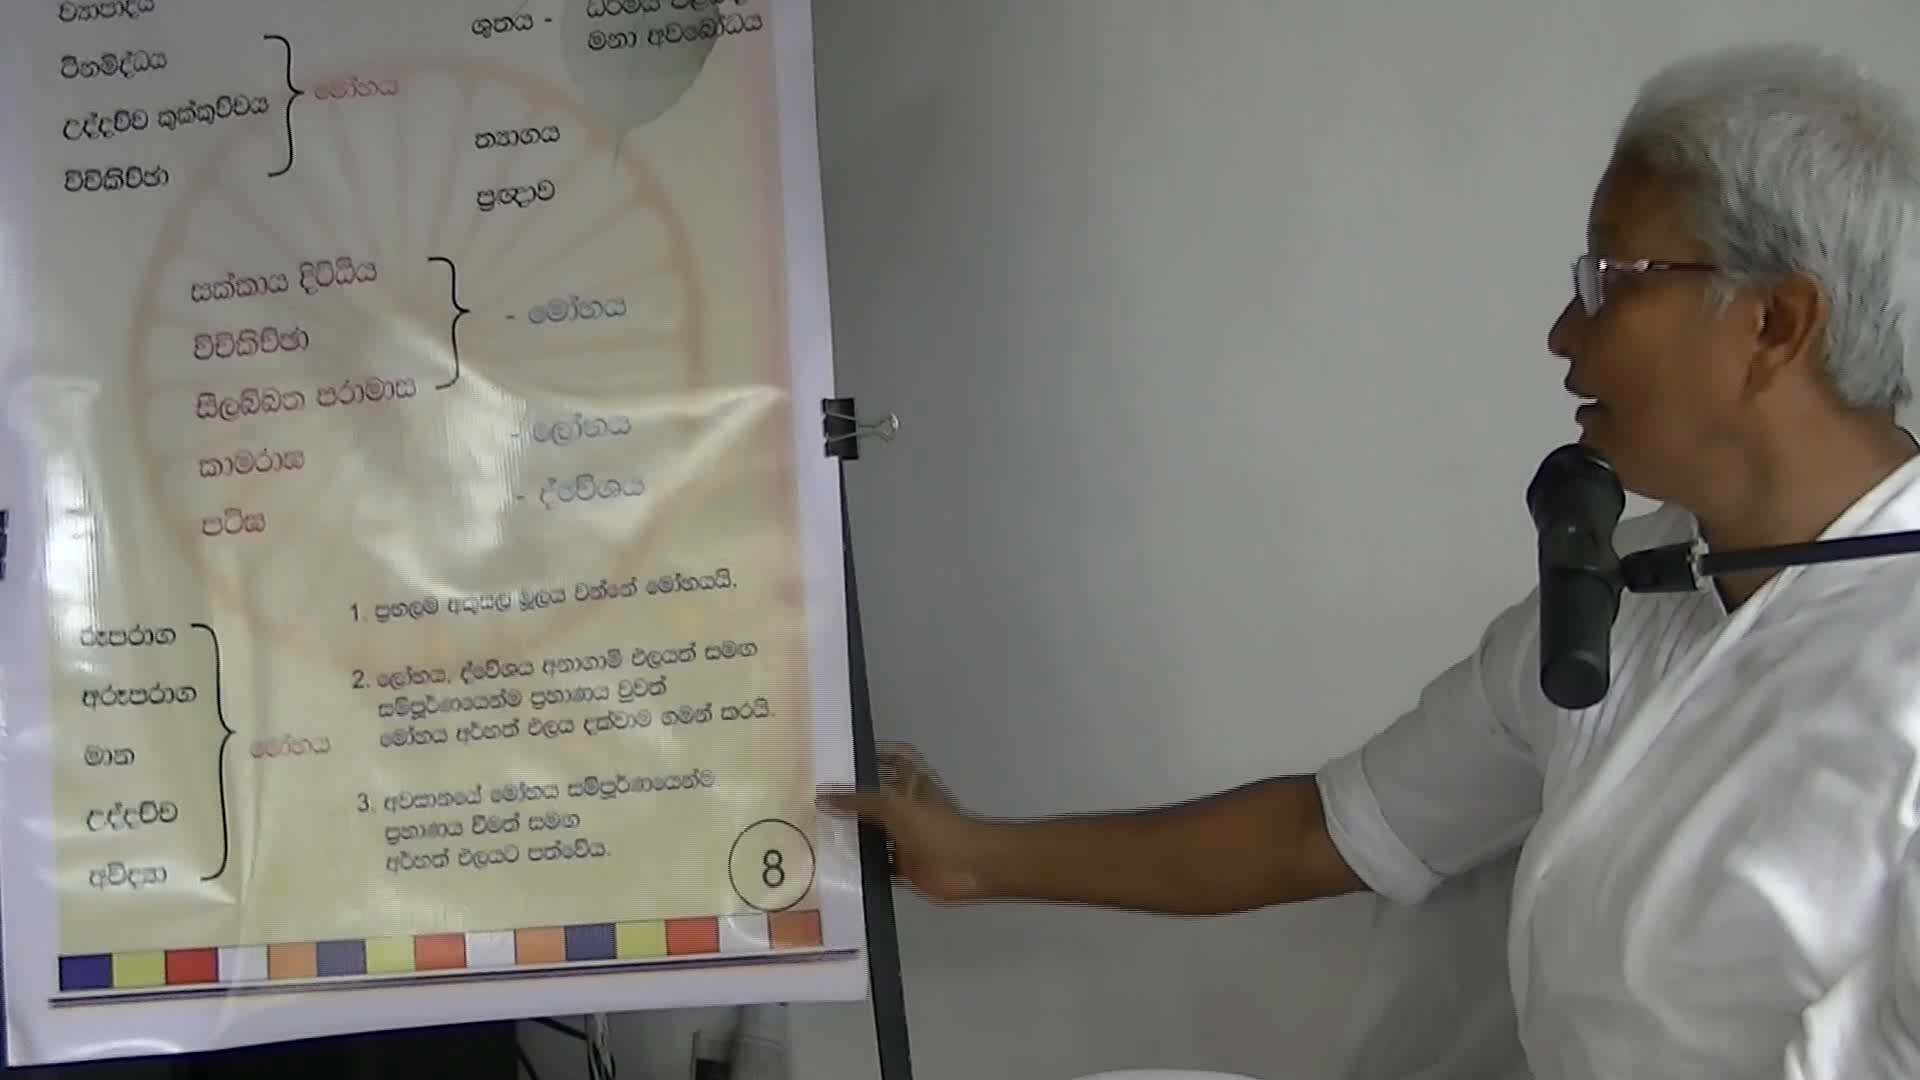 ව්‍යාපාදය
ථීනමිද්ධය
උද්දච්ච කුක්කුච්චය
විචිකිච්ඡා
මෝහය
ශ්‍රුතය -
මනා අවබෝධය
ත්‍යාගය
ප්‍රඥාව
සක්කාය දිට්ඨිය
විචිකිච්ඡා
සීලබ්බත පරාමාස
- මෝහය
කාමරාඝ
- ලෝභය
පටිඝ
- ද්වේශය
රූපරාග
අරූපරාග
මාන
උද්දච්ච
අවිද්‍යා
මෝහය
1. ප්‍රභලම අකුසල මූලය වන්නේ මෝහයයි.
2. ලෝභය, ද්වේශය අනාගාමි ඵලයත් සමග
සම්පූර්ණයෙන්ම ප්‍රහාණය වුවත්
මෝහය අර්හත් ඵලය දක්වාම ගමන් කරයි.
3. අවසානයේ මෝහය සම්පූර්ණයෙන්ම
ප්‍රහාණය වීමත් සමග
අර්හත් ඵලයට පත්වේය.
8